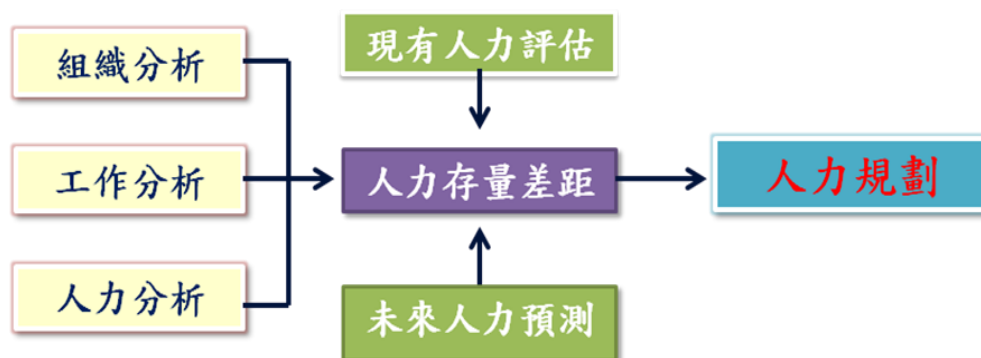 組織分析
工作分析
人力分析
現有人力評估
人力存量差距
未來人力預測
人力規劃